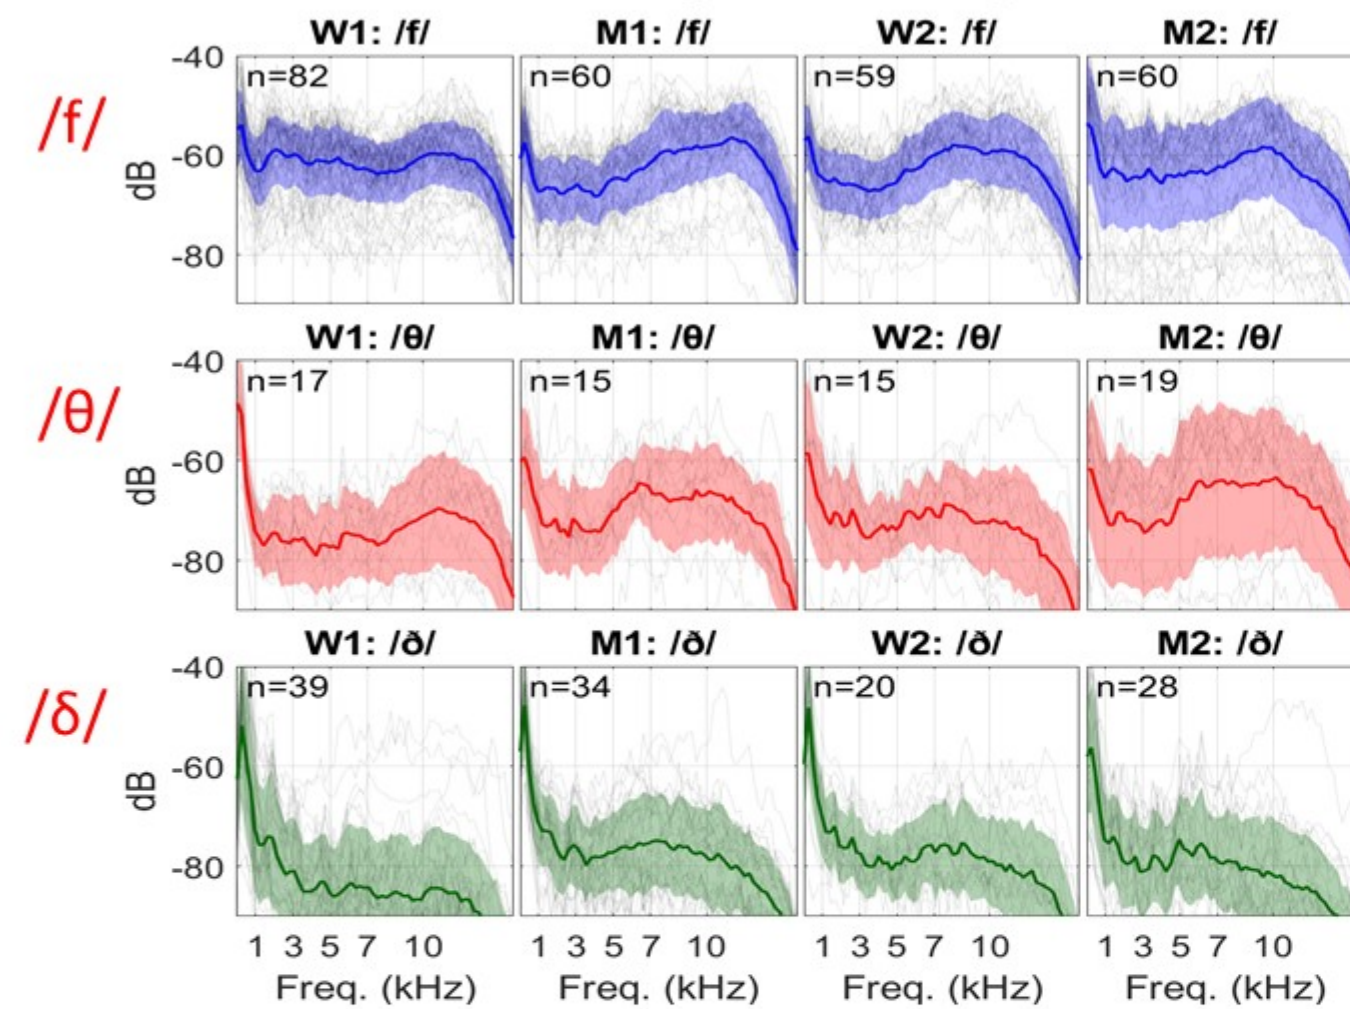 W1: /f/ M1: /f/ W2: /f/ M2: /f/
/f/
dB
-40
-60
-80
n=82 n=60 n=59 n=60
W1: /θ/ M1: /θ/ W2: /θ/ M2: /θ/
/θ/
dB
-40
-60
-80
n=17 n=15 n=15 n=19
W1: /ð/ M1: /ð/ W2: /ð/ M2: /ð/
/δ/
dB
-40
-60
-80
n=39 n=34 n=20 n=28
1 3 5 7 10 1 3 5 7 10 1 3 5 7 10 1 3 5 7 10
Freq. (kHz) Freq. (kHz) Freq. (kHz) Freq. (kHz)